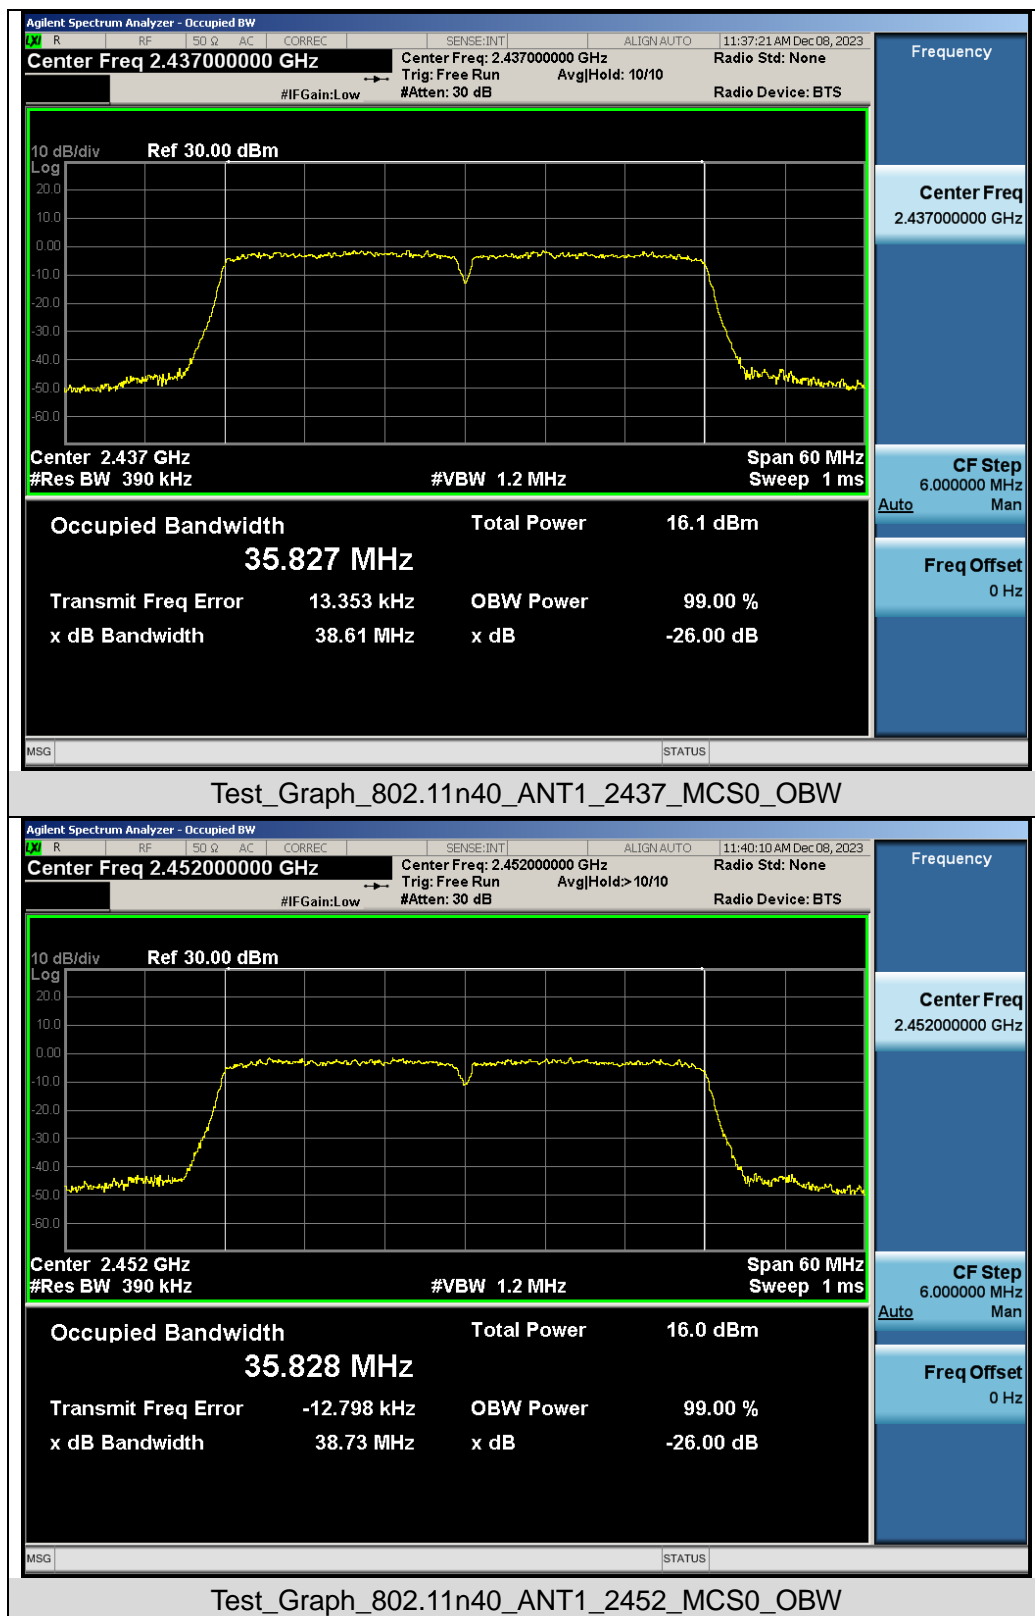 Agilent Spectrum Analyzer - Occupied BW
LXI R RF 50 Ω AC CORREC SENSE:INT ALIGN AUTO 11:37:21 AM Dec 08, 2023
Center Freq 2.437000000 GHz
Center Freq: 2.437000000 GHz Radio Std: None
Trig: Free Run Avg|Hold: 10/10
#IFGain:Low #Atten: 30 dB Radio Device: BTS
Frequency
10 dB/div Ref 30.00 dBm
Log
20.0
10.0
0.00
-10.0
-20.0
-30.0
-40.0
-50.0
-60.0
Center Freq
2.437000000 GHz
Center 2.437 GHz Span 60 MHz
#Res BW 390 kHz #VBW 1.2 MHz Sweep 1 ms
CF Step
6.000000 MHz
Auto Man
Occupied Bandwidth Total Power 16.1 dBm
35.827 MHz
Freq Offset
0 Hz
Transmit Freq Error 13.353 kHz OBW Power 99.00 %
x dB Bandwidth 38.61 MHz x dB -26.00 dB
MSG STATUS
Test_Graph_802.11n40_ANT1_2437_MCS0_OBW
Agilent Spectrum Analyzer - Occupied BW
LXI R RF 50 Ω AC CORREC SENSE:INT ALIGN AUTO 11:40:10 AM Dec 08, 2023
Center Freq 2.452000000 GHz
Center Freq: 2.452000000 GHz Radio Std: None
Trig: Free Run Avg|Hold:>10/10
#IFGain:Low #Atten: 30 dB Radio Device: BTS
Frequency
10 dB/div Ref 30.00 dBm
Log
20.0
10.0
0.00
-10.0
-20.0
-30.0
-40.0
-50.0
-60.0
Center Freq
2.452000000 GHz
Center 2.452 GHz Span 60 MHz
#Res BW 390 kHz #VBW 1.2 MHz Sweep 1 ms
CF Step
6.000000 MHz
Auto Man
Occupied Bandwidth Total Power 16.0 dBm
35.828 MHz
Freq Offset
0 Hz
Transmit Freq Error -12.798 kHz OBW Power 99.00 %
x dB Bandwidth 38.73 MHz x dB -26.00 dB
MSG STATUS
Test_Graph_802.11n40_ANT1_2452_MCS0_OBW